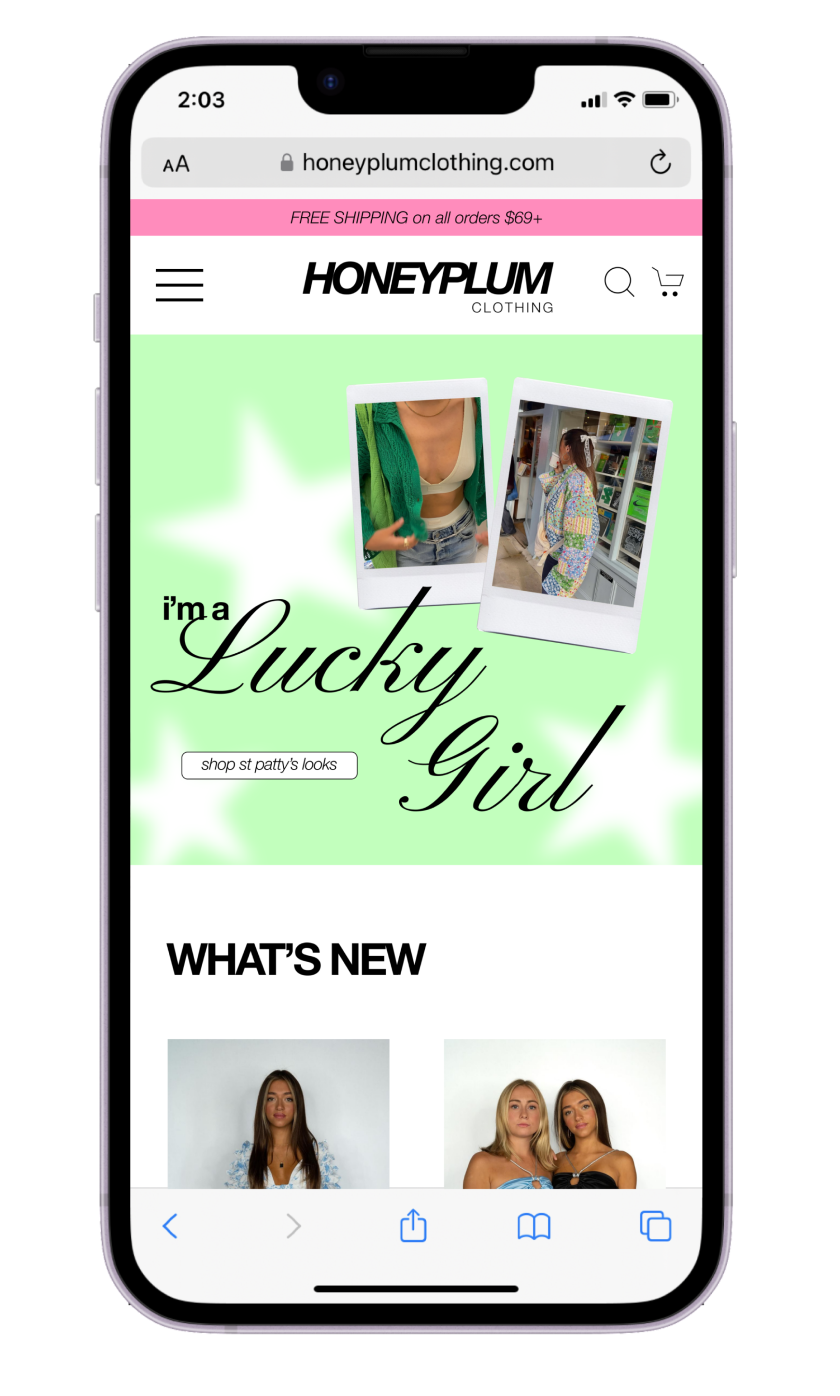 2:03
AA honeyplumclothing.com
FREE SHIPPING on all orders $69+
HONEYPLUM
CLOTHING
i'm a
Lucky
Girl
shop st patty's looks
WHAT'S NEW